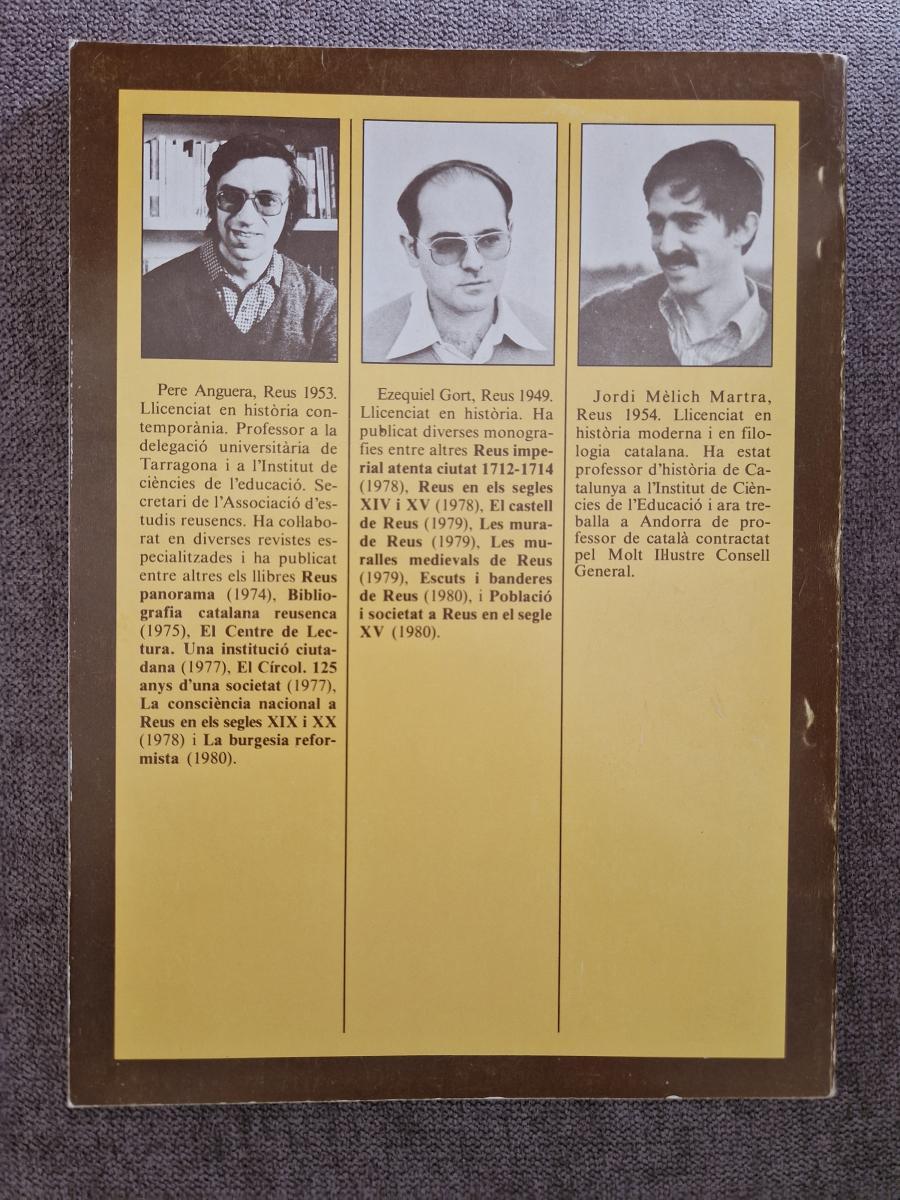 Pere Anguera, Reus 1953.
Llicenciat en història con-
temporània. Professor a la
delegació universitària de
Tarragona i a l'Institut de
ciències de l'educació. Se-
cretari de l'Associació d'es-
tudis reusencs. Ha col·labo-
rat en diverses revistes es-
pecialitzades i ha publicat
entre altres els llibres Reus
panorama (1974), Biblio-
grafia catalana reusenca
(1975), El Centre de Lec-
tura. Una institució ciuta-
dana (1977), El Círcol. 125
anys d'una societat (1977),
La consciència nacional a
Reus en els segles XIX i XX
(1978) i La burgesia refor-
mista (1980).
Ezequiel Gort, Reus 1949.
Llicenciat en història. Ha
publicat diverses monogra-
fies entre altres Reus impe-
rial atenta ciutat 1712-1714
(1978), Reus en els segles
XIV i XV (1978), El castell
de Reus (1979), Les mura-
de Reus (1979), Les mu-
ralles medievals de Reus
(1979), Escuts i banderes
de Reus (1980), i Població
i societat a Reus en el segle
XV (1980).
Jordi Mèlich Martra,
Reus 1954. Llicenciat en
història moderna i en filo-
logia catalana. Ha estat
professor d'història de Ca-
talunya a l'Institut de Cièn-
cies de l'Educació i ara tre-
balla a Andorra de pro-
fessor de català contractat
pel Molt Il·lustre Consell
General.